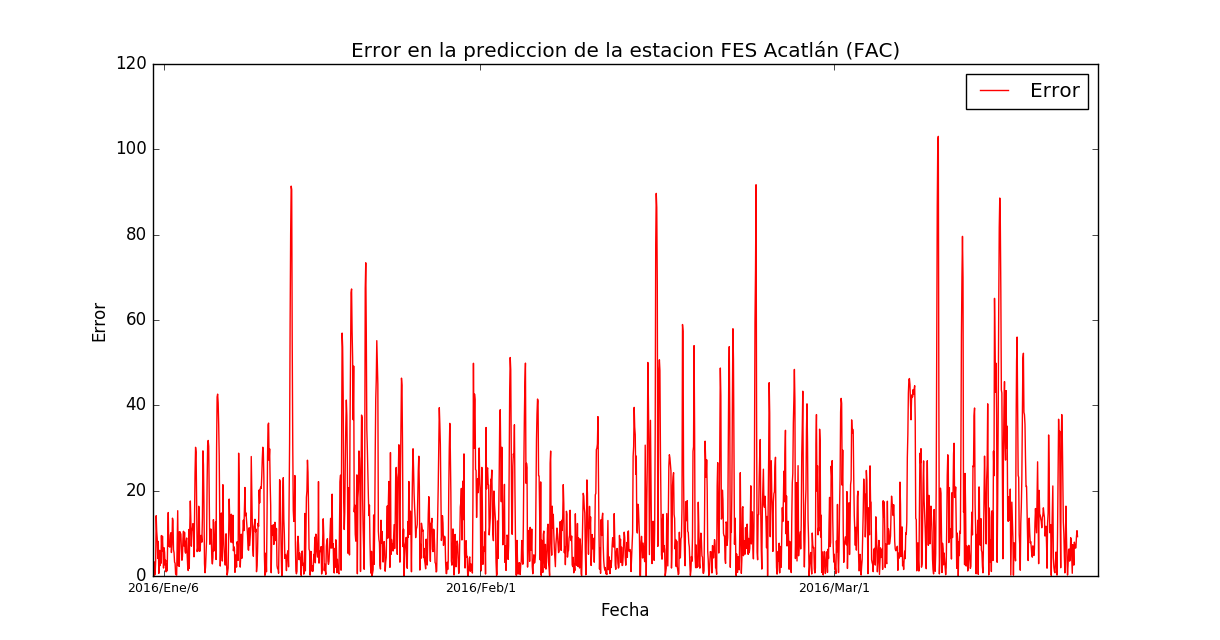 Error en la prediccion de la estacion FES Acatlán (FAC)
120
Error
100
80
60
Error
40
20
0
2016/Ene/6 2016/Feb/1 2016/Mar/1
Fecha